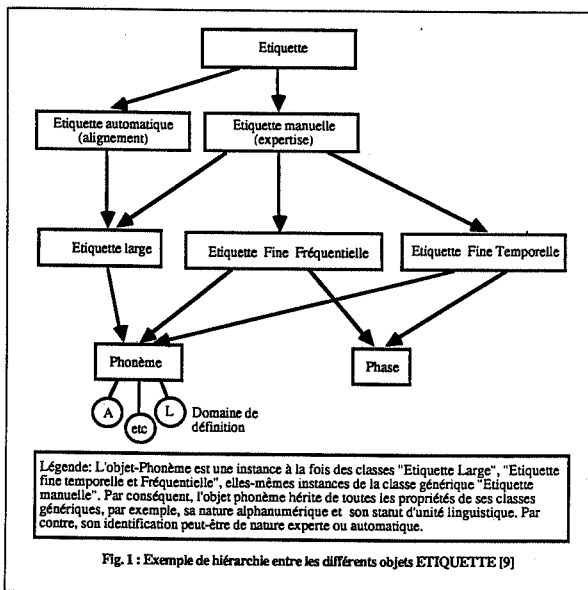 Etiquette
Etiquette automatique
(alignement)
Etiquette manuelle
(expertise)
Etiquette large
Etiquette Fine Fréquentielle
Etiquette Fine Temporelle
Phonème
Phase
A
etc
L
Domaine de
définition
Légende: L'objet-Phonème est une instance à la fois des classes "Etiquette Large", "Etiquette
fine temporelle et Fréquentielle", elles-mêmes instances de la classe générique "Etiquette
manuelle". Par conséquent, l'objet phonème hérite de toutes les propriétés de ses classes
génériques, par exemple, sa nature alphanumérique et son statut d'unité linguistique. Par
contre, son identification peut-être de nature experte ou automatique.
Fig. 1 : Exemple de hiérarchie entre les différents objets ETIQUETTE [9]